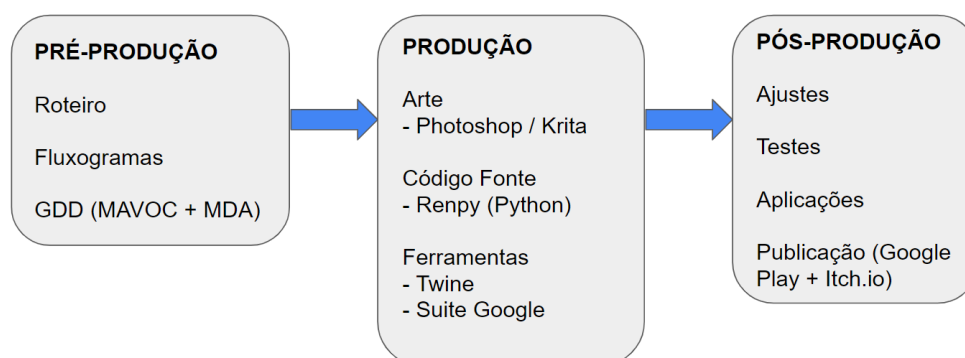 PRÉ-PRODUÇÃO
Roteiro
Fluxogramas
GDD (MAVOC + MDA)
PRODUÇÃO
Arte
- Photoshop / Krita
Código Fonte
- Renpy (Python)
Ferramentas
- Twine
- Suite Google
PÓS-PRODUÇÃO
Ajustes
Testes
Aplicações
Publicação (Google
Play + Itch.io)